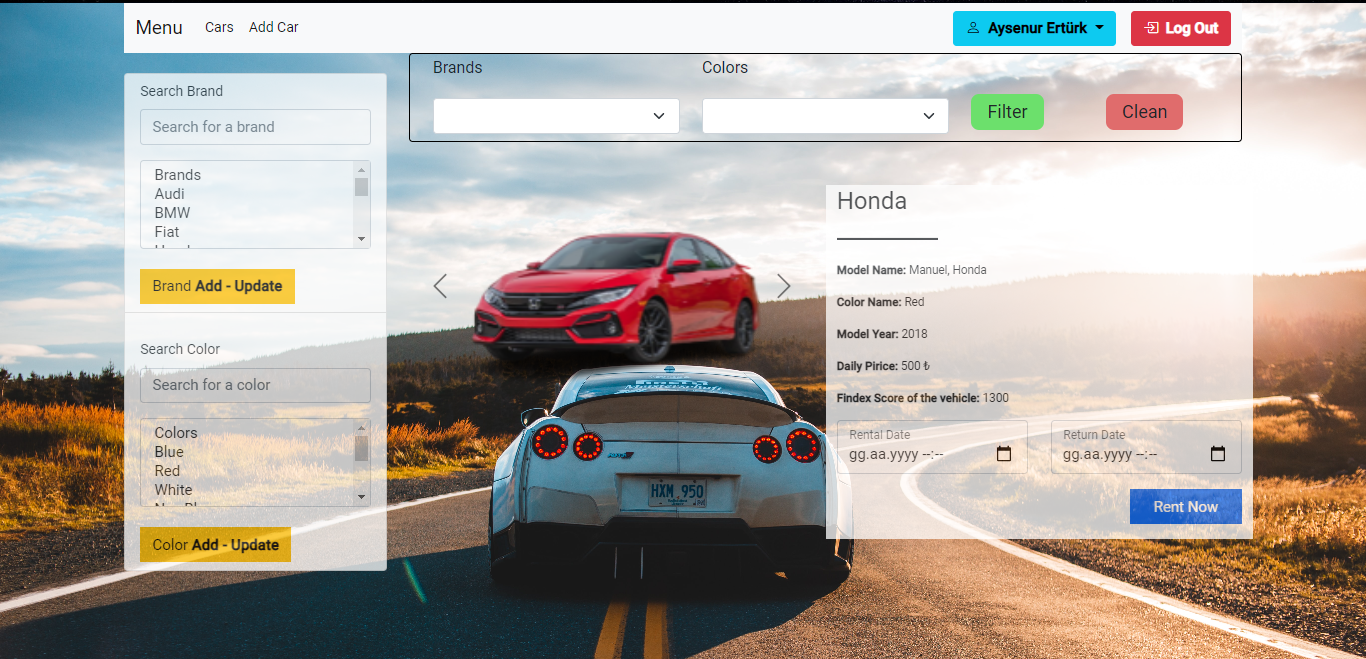 Menu Cars Add Car
Aysenur Ertürk
Log Out
Brands
Colors
Filter
Clean
Search Brand
Search for a brand
Brands
Audi
BMW
Fiat
Brand Add - Update
Search Color
Search for a color
Colors
Blue
Red
White
Color Add - Update
Honda
Model Name: Manuel, Honda
Color Name: Red
Model Year: 2018
Daily Pirice: 500 ₺
Findex Score of the vehicle: 1300
Rental Date
gg.aa.yyyy --:--
Return Date
gg.aa.yyyy --:--
Rent Now
HXM 950